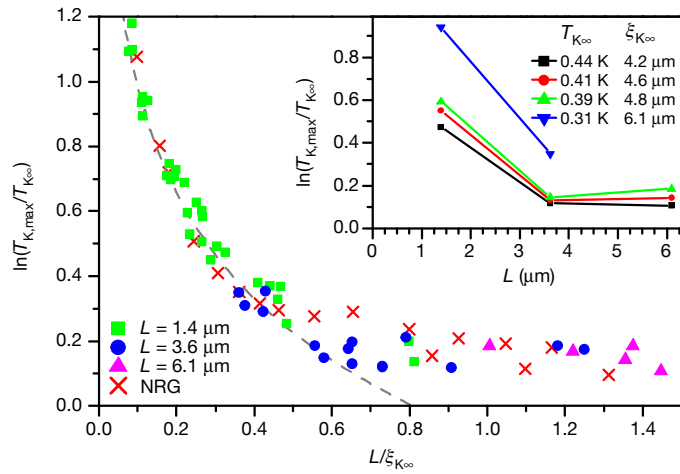 1.2
1.0
0.8
0.6
0.4
0.2
0.0
ln(T_K,max/T_K∞)
0.0 0.2 0.4 0.6 0.8 1.0 1.2 1.4
L/ξ_K∞
L = 1.4 μm
L = 3.6 μm
L = 6.1 μm
NRG
0.8
0.6
0.4
0.2
0.0
ln(T_K,max/T_K∞)
0 1 2 3 4 5 6
L (μm)
T_K∞ ξ_K∞
0.44 K 4.2 μm
0.41 K 4.6 μm
0.39 K 4.8 μm
0.31 K 6.1 μm